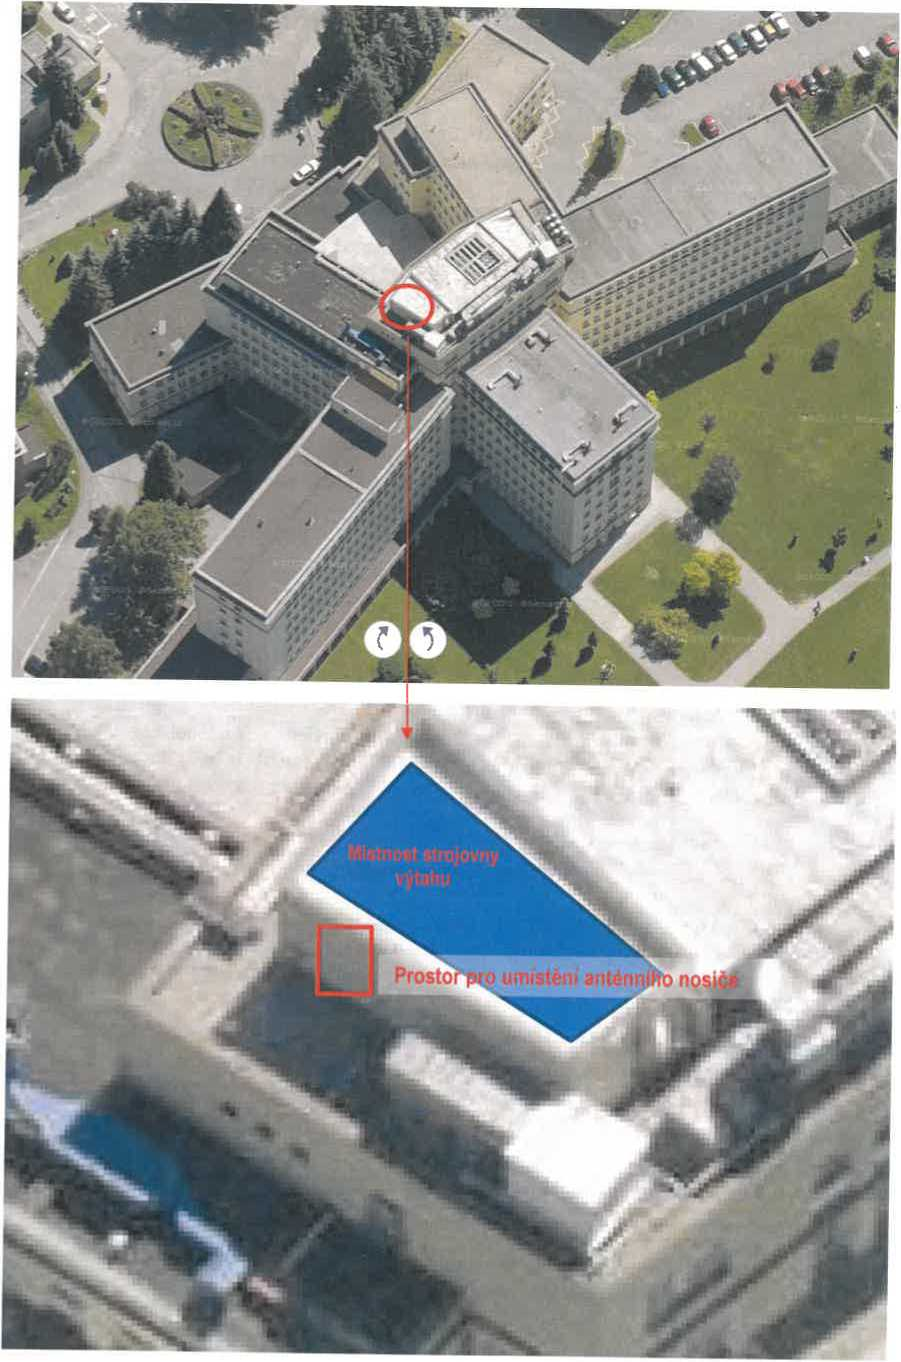 Místnost strojovny
výtahu
Prostor pro umístění anténního nosiče